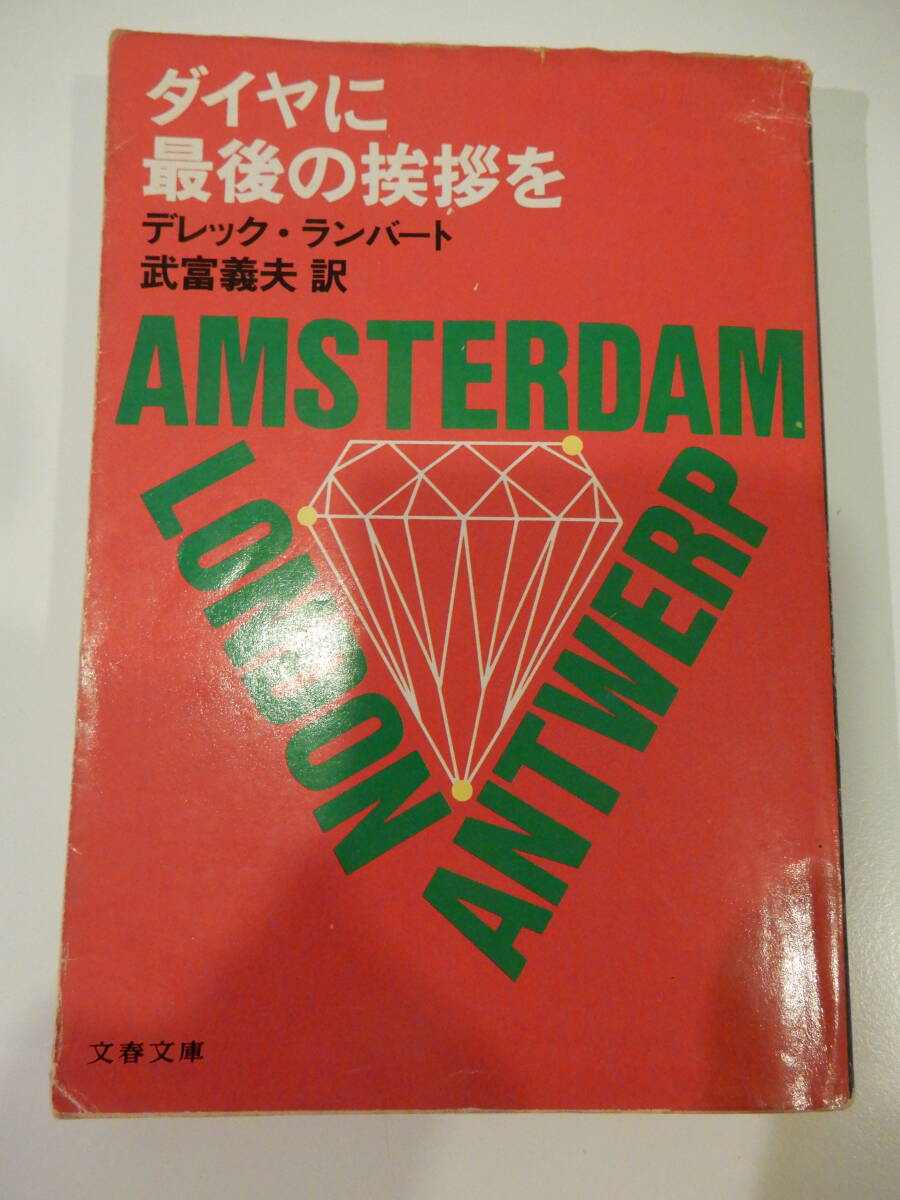 ダイヤに
最後の挨拶を
デレック・ランバート
武富義夫 訳
AMSTERDAM
LONDON
ANTWERP
文春文庫